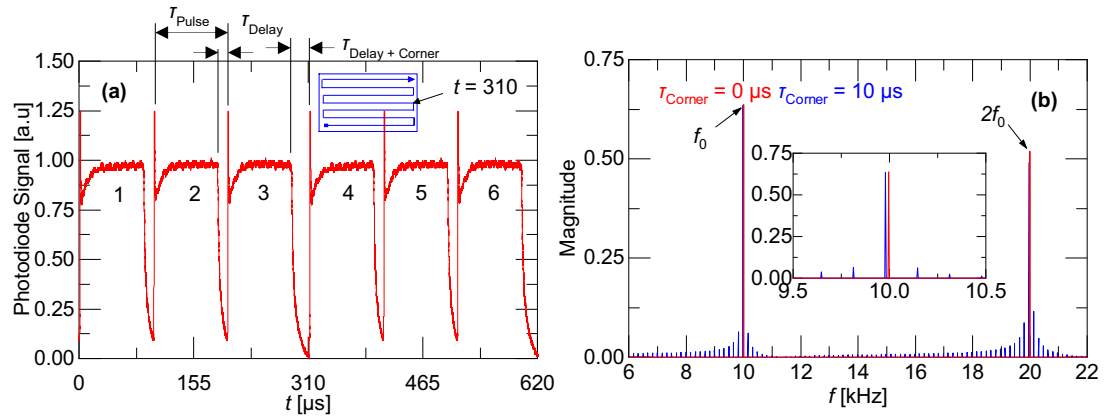 τPulse
τDelay
τDelay + Corner
1.50
1.25
1.00
0.75
0.50
0.25
0.00
Photodiode Signal [a.u]
(a)
t = 310
1 2 3 4 5 6
0 155 310 465 620
t [µs]
0.75
0.50
0.25
0.00
Magnitude
τCorner = 0 µs τCorner = 10 µs
(b)
f0
2f0
0.75
0.50
0.25
0.00
9.5 10.0 10.5
6 8 10 12 14 16 18 20 22
f [kHz]